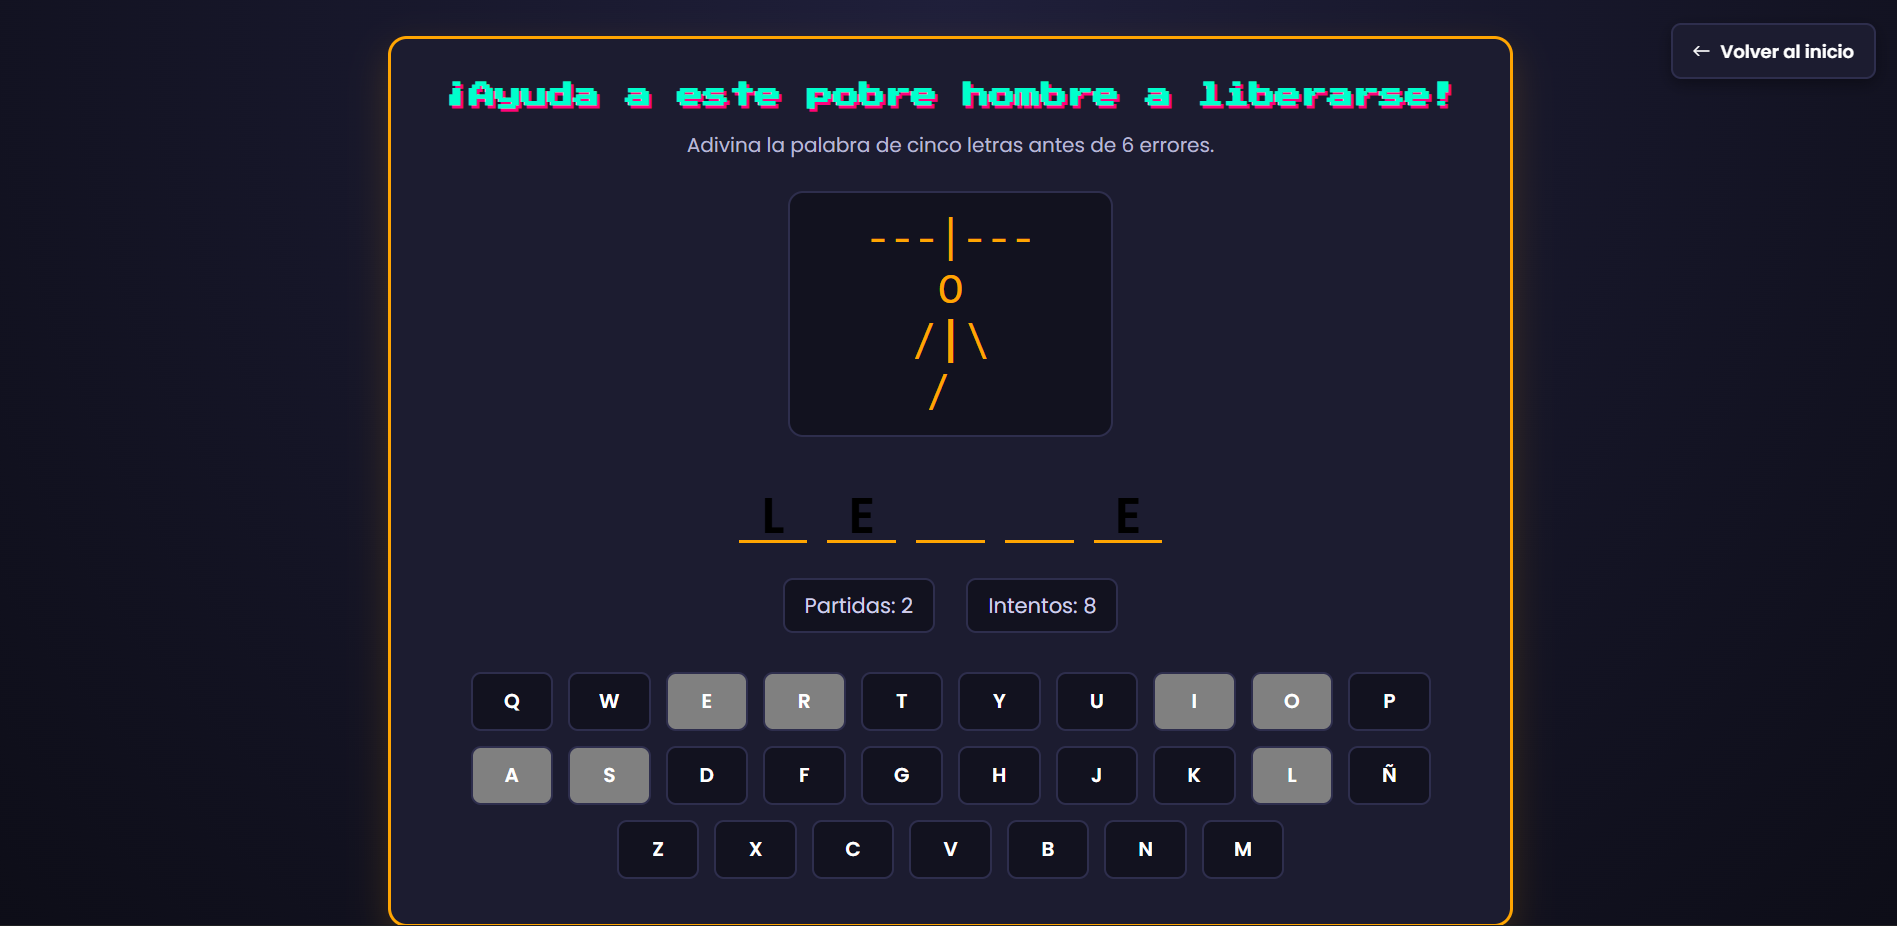 ← Volver al inicio
¡Ayuda a este pobre hombre a liberarse!
Adivina la palabra de cinco letras antes de 6 errores.
---|---
O
/|\
/
L E _ _ E
Partidas: 2 Intentos: 8
Q W E R T Y U I O P
A S D F G H J K L Ñ
Z X C V B N M